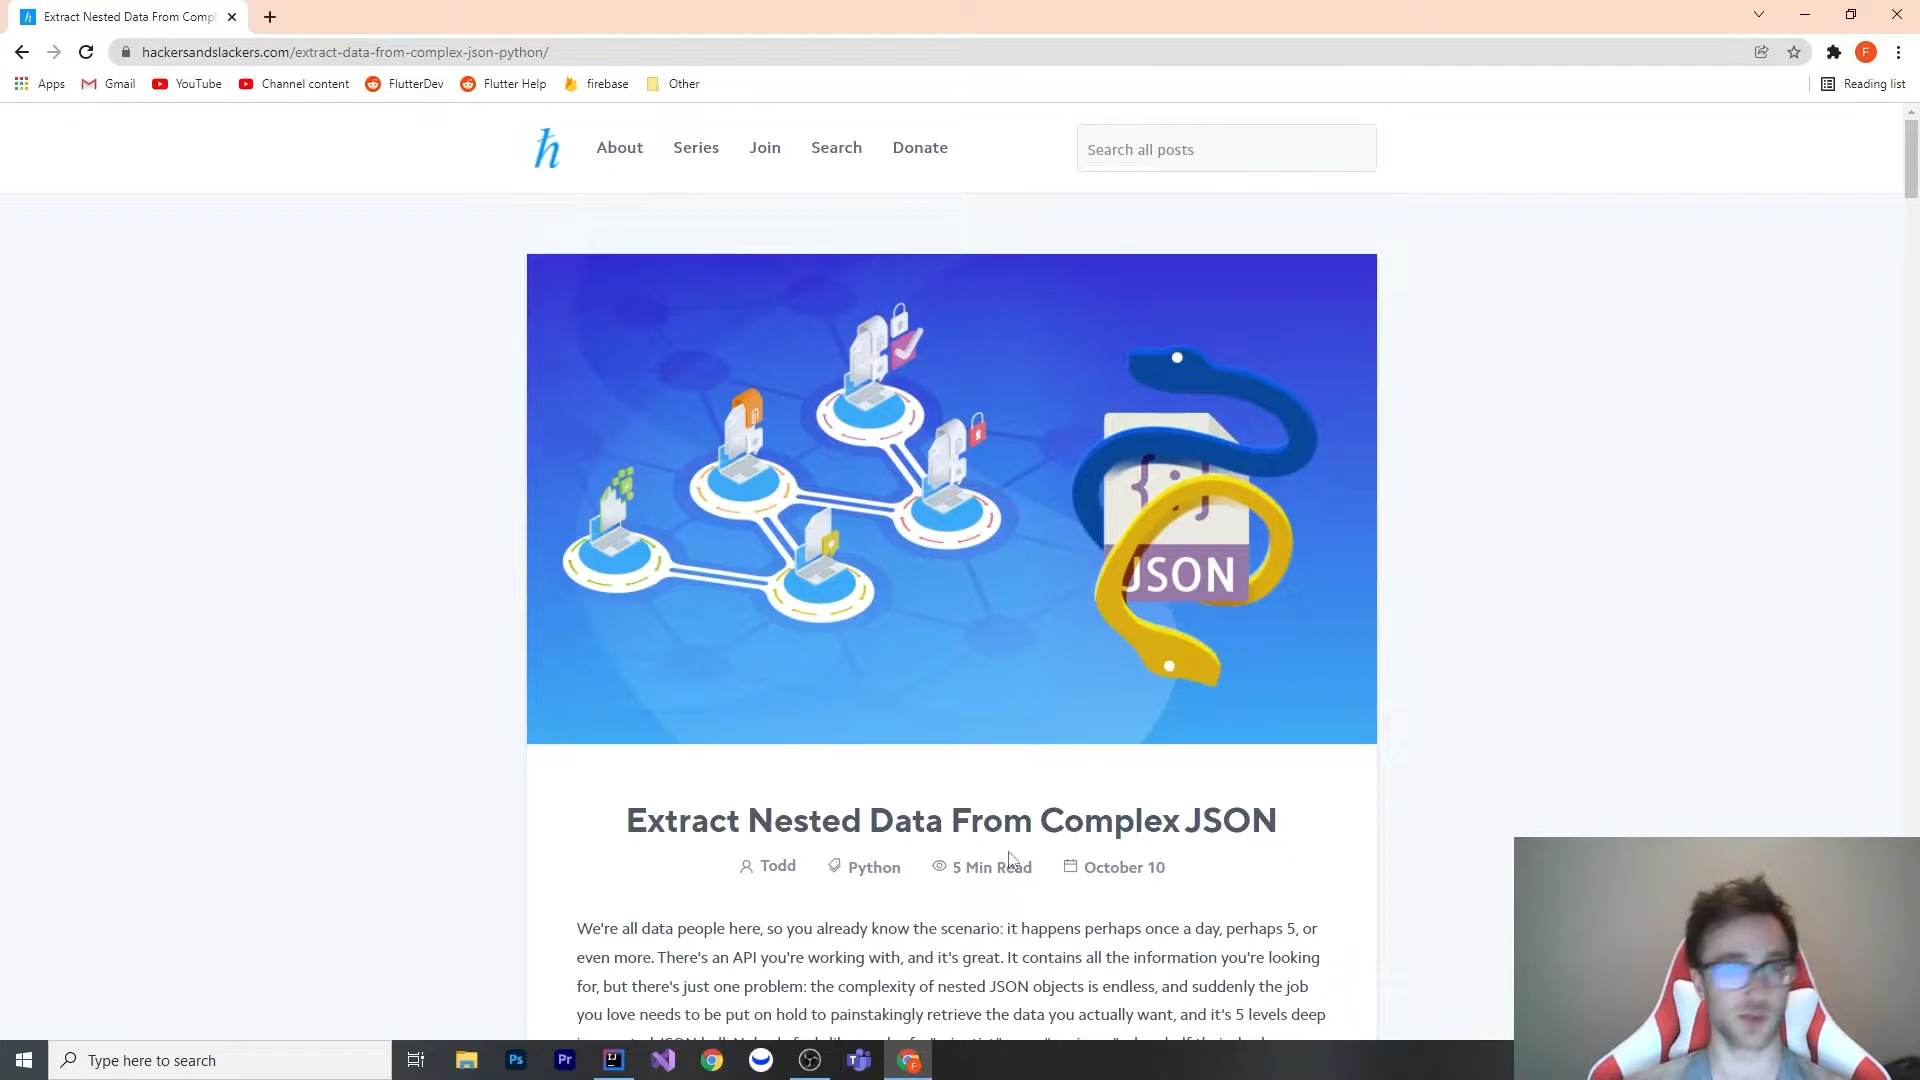 Extract Nested Data From Comp
hackersandslackers.com/extract-data-from-complex-json-python/
F
Apps
Gmail
YouTube
Channel content
FlutterDev
Flutter Help
firebase
Other
Reading list
ħ
About
Series
Join
Search
Donate
Search all posts
{:}
JSON
Extract Nested Data From Complex JSON
Todd
Python
5 Min Read
October 10
We're all data people here, so you already know the scenario: it happens perhaps once a day, perhaps 5, or
even more. There's an API you're working with, and it's great. It contains all the information you're looking
for, but there's just one problem: the complexity of nested JSON objects is endless, and suddenly the job
you love needs to be put on hold to painstakingly retrieve the data you actually want, and it's 5 levels deep
Type here to search
Ps
Pr
IJ